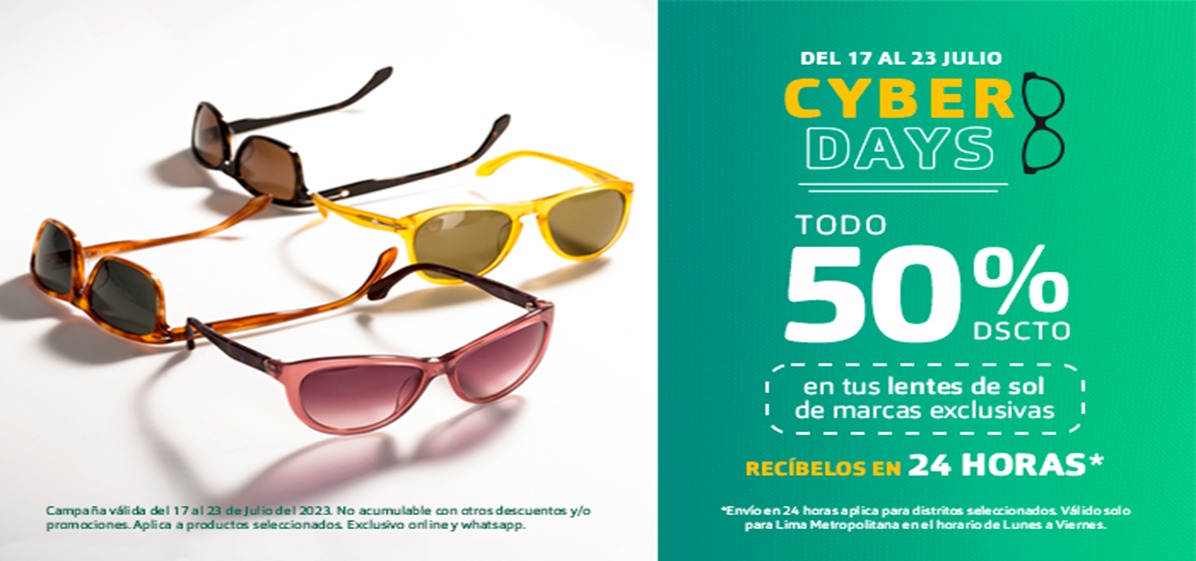 DEL 17 AL 23 JULIO
CYBER
DAYS
TODO
50%
DSCTO
en tus lentes de sol
de marcas exclusivas
RECÍBELOS EN 24 HORAS*
*Envío en 24 horas aplica para distritos seleccionados. Válido solo
para Lima Metropolitana en el horario de Lunes a Viernes.
Campaña válida del 17 al 23 de Julio del 2023. No acumulable con otros descuentos y/o
promociones. Aplica a productos seleccionados. Exclusivo online y whatsapp.